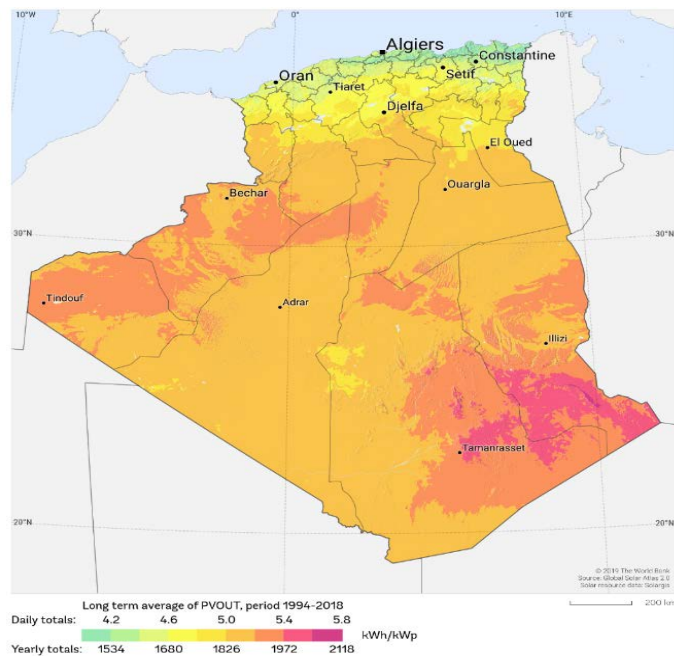 10°W 0° 10°E
Algiers
Constantine
Oran
Setif
Tiaret
Djelfa
El Oued
Bechar
Ouargla
30°N 30°N
Tindouf
Adrar
Illizi
Tamanrasset
20°N 20°N
© 2019 The World Bank
Source: Global Solar Atlas 2.0
Solar resource data: Solargis
Long term average of PVOUT, period 1994-2018
200 km
Daily totals: 4.2 4.6 5.0 5.4 5.8
kWh/kWp
Yearly totals: 1534 1680 1826 1972 2118